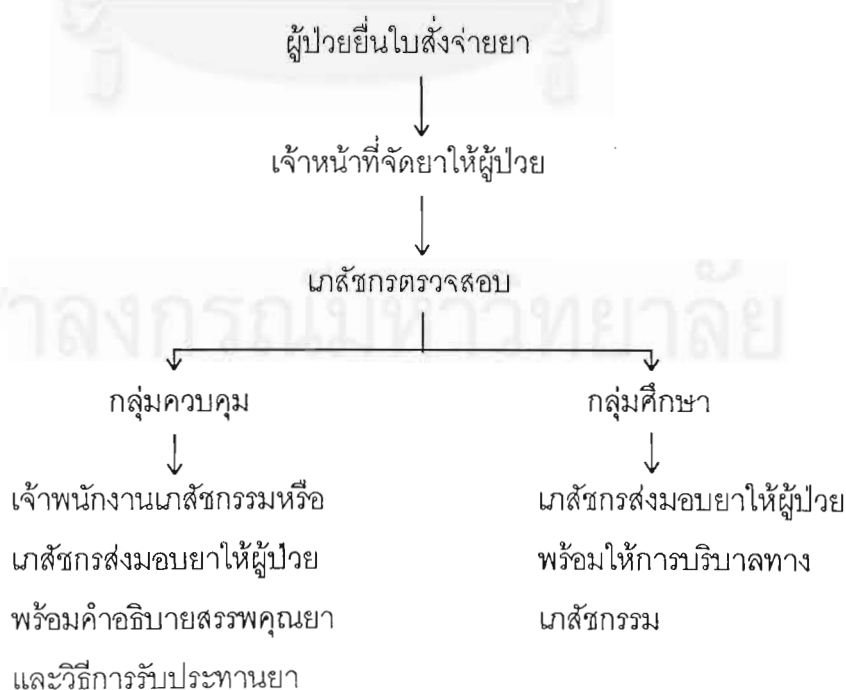 ผู้ป่วยยื่นใบสั่งจ่ายยา
เจ้าหน้าที่จัดยาให้ผู้ป่วย
เภสัชกรตรวจสอบ
กลุ่มควบคุม
เจ้าพนักงานเภสัชกรรมหรือ
เภสัชกรส่งมอบยาให้ผู้ป่วย
พร้อมคำอธิบายสรรพคุณยา
และวิธีการรับประทานยา
กลุ่มศึกษา
เภสัชกรส่งมอบยาให้ผู้ป่วย
พร้อมให้การบริบาลทาง
เภสัชกรรม